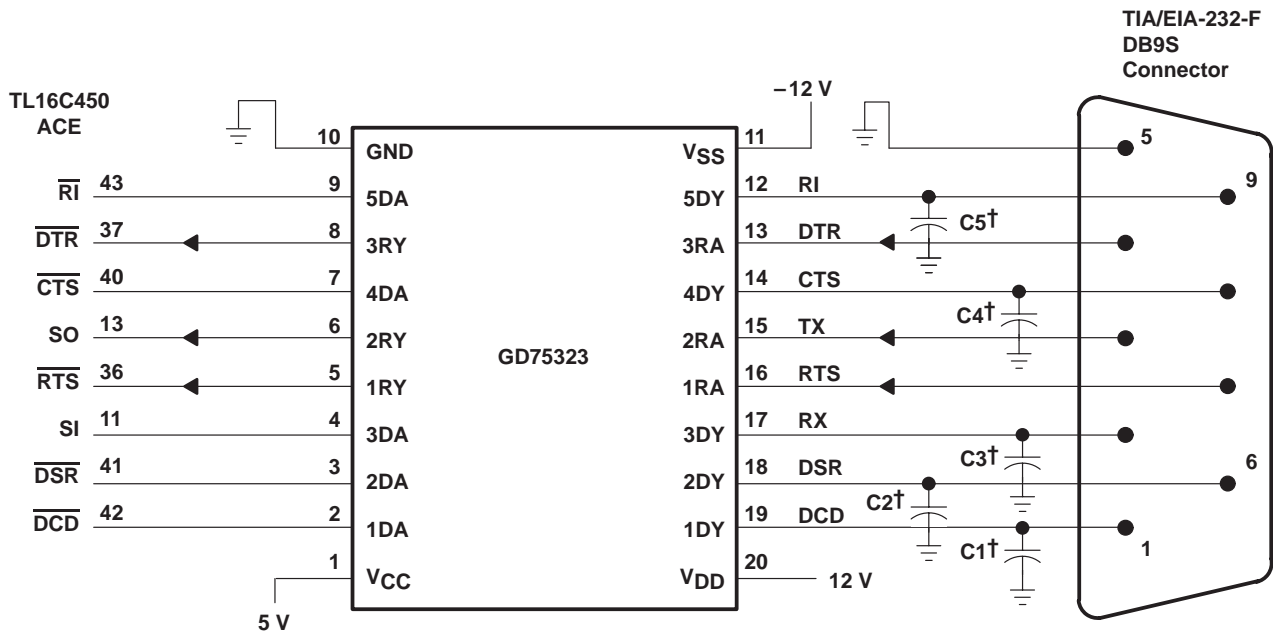 TIA/EIA-232-F
DB9S
Connector
TL16C450
ACE
−12 V
10 GND VSS 11 5
RI 43 9 5DA 5DY 12 RI C5† 9
DTR 37 8 3RY 3RA 13 DTR
CTS 40 7 4DA 4DY 14 CTS C4†
SO 13 6 2RY 2RA 15 TX
GD75323
RTS 36 5 1RY 1RA 16 RTS
SI 11 4 3DA 3DY 17 RX C3†
DSR 41 3 2DA 2DY 18 DSR C2† 6
DCD 42 2 1DA 1DY 19 DCD C1† 1
1 VCC VDD 20 12 V
5 V